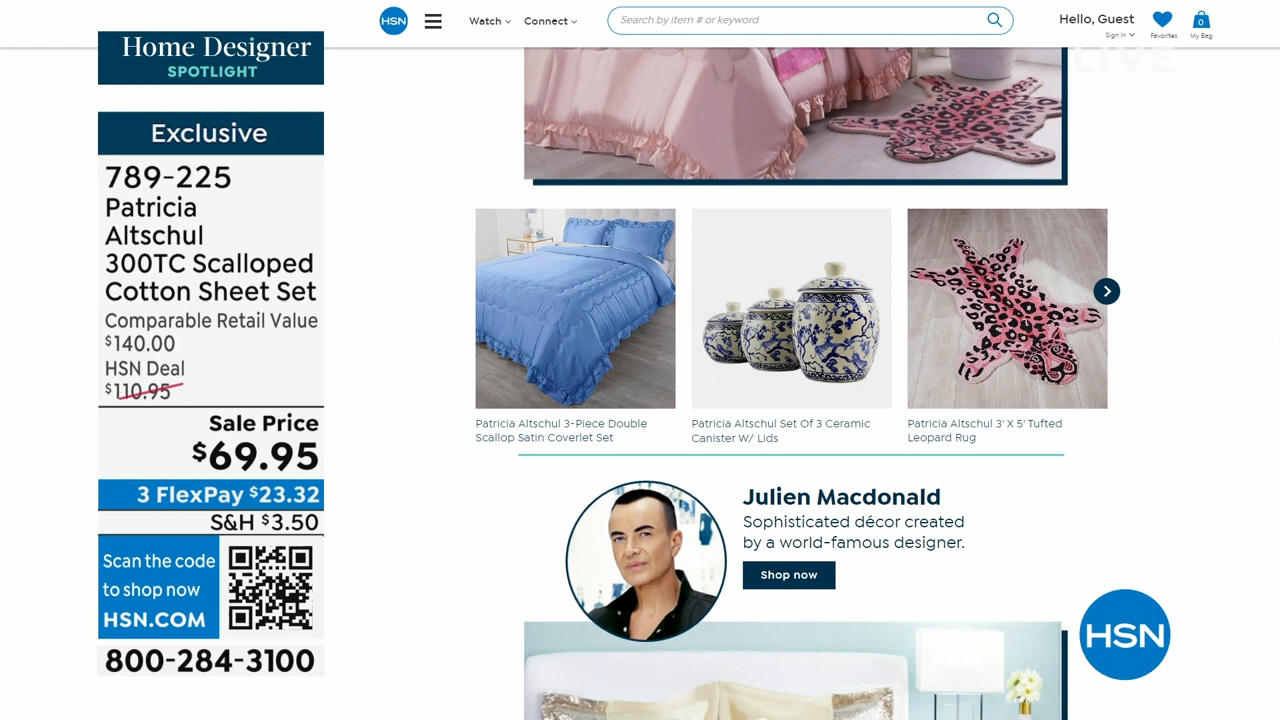 HSN
Watch
Connect
Search by item # or keyword
Hello, Guest
Sign In
Favorites
0
My Bag
LIVE
Home Designer
SPOTLIGHT
Exclusive
789-225
Patricia
Altschul
300TC Scalloped
Cotton Sheet Set
Comparable Retail Value
$140.00
HSN Deal
$110.95
Sale Price
$69.95
3 FlexPay $23.32
S&H $3.50
Scan the code
to shop now
HSN.COM
800-284-3100
Patricia Altschul 3-Piece Double
Scallop Satin Coverlet Set
Patricia Altschul Set Of 3 Ceramic
Canister W/ Lids
Patricia Altschul 3' X 5' Tufted
Leopard Rug
Julien Macdonald
Sophisticated décor created
by a world-famous designer.
Shop now
HSN